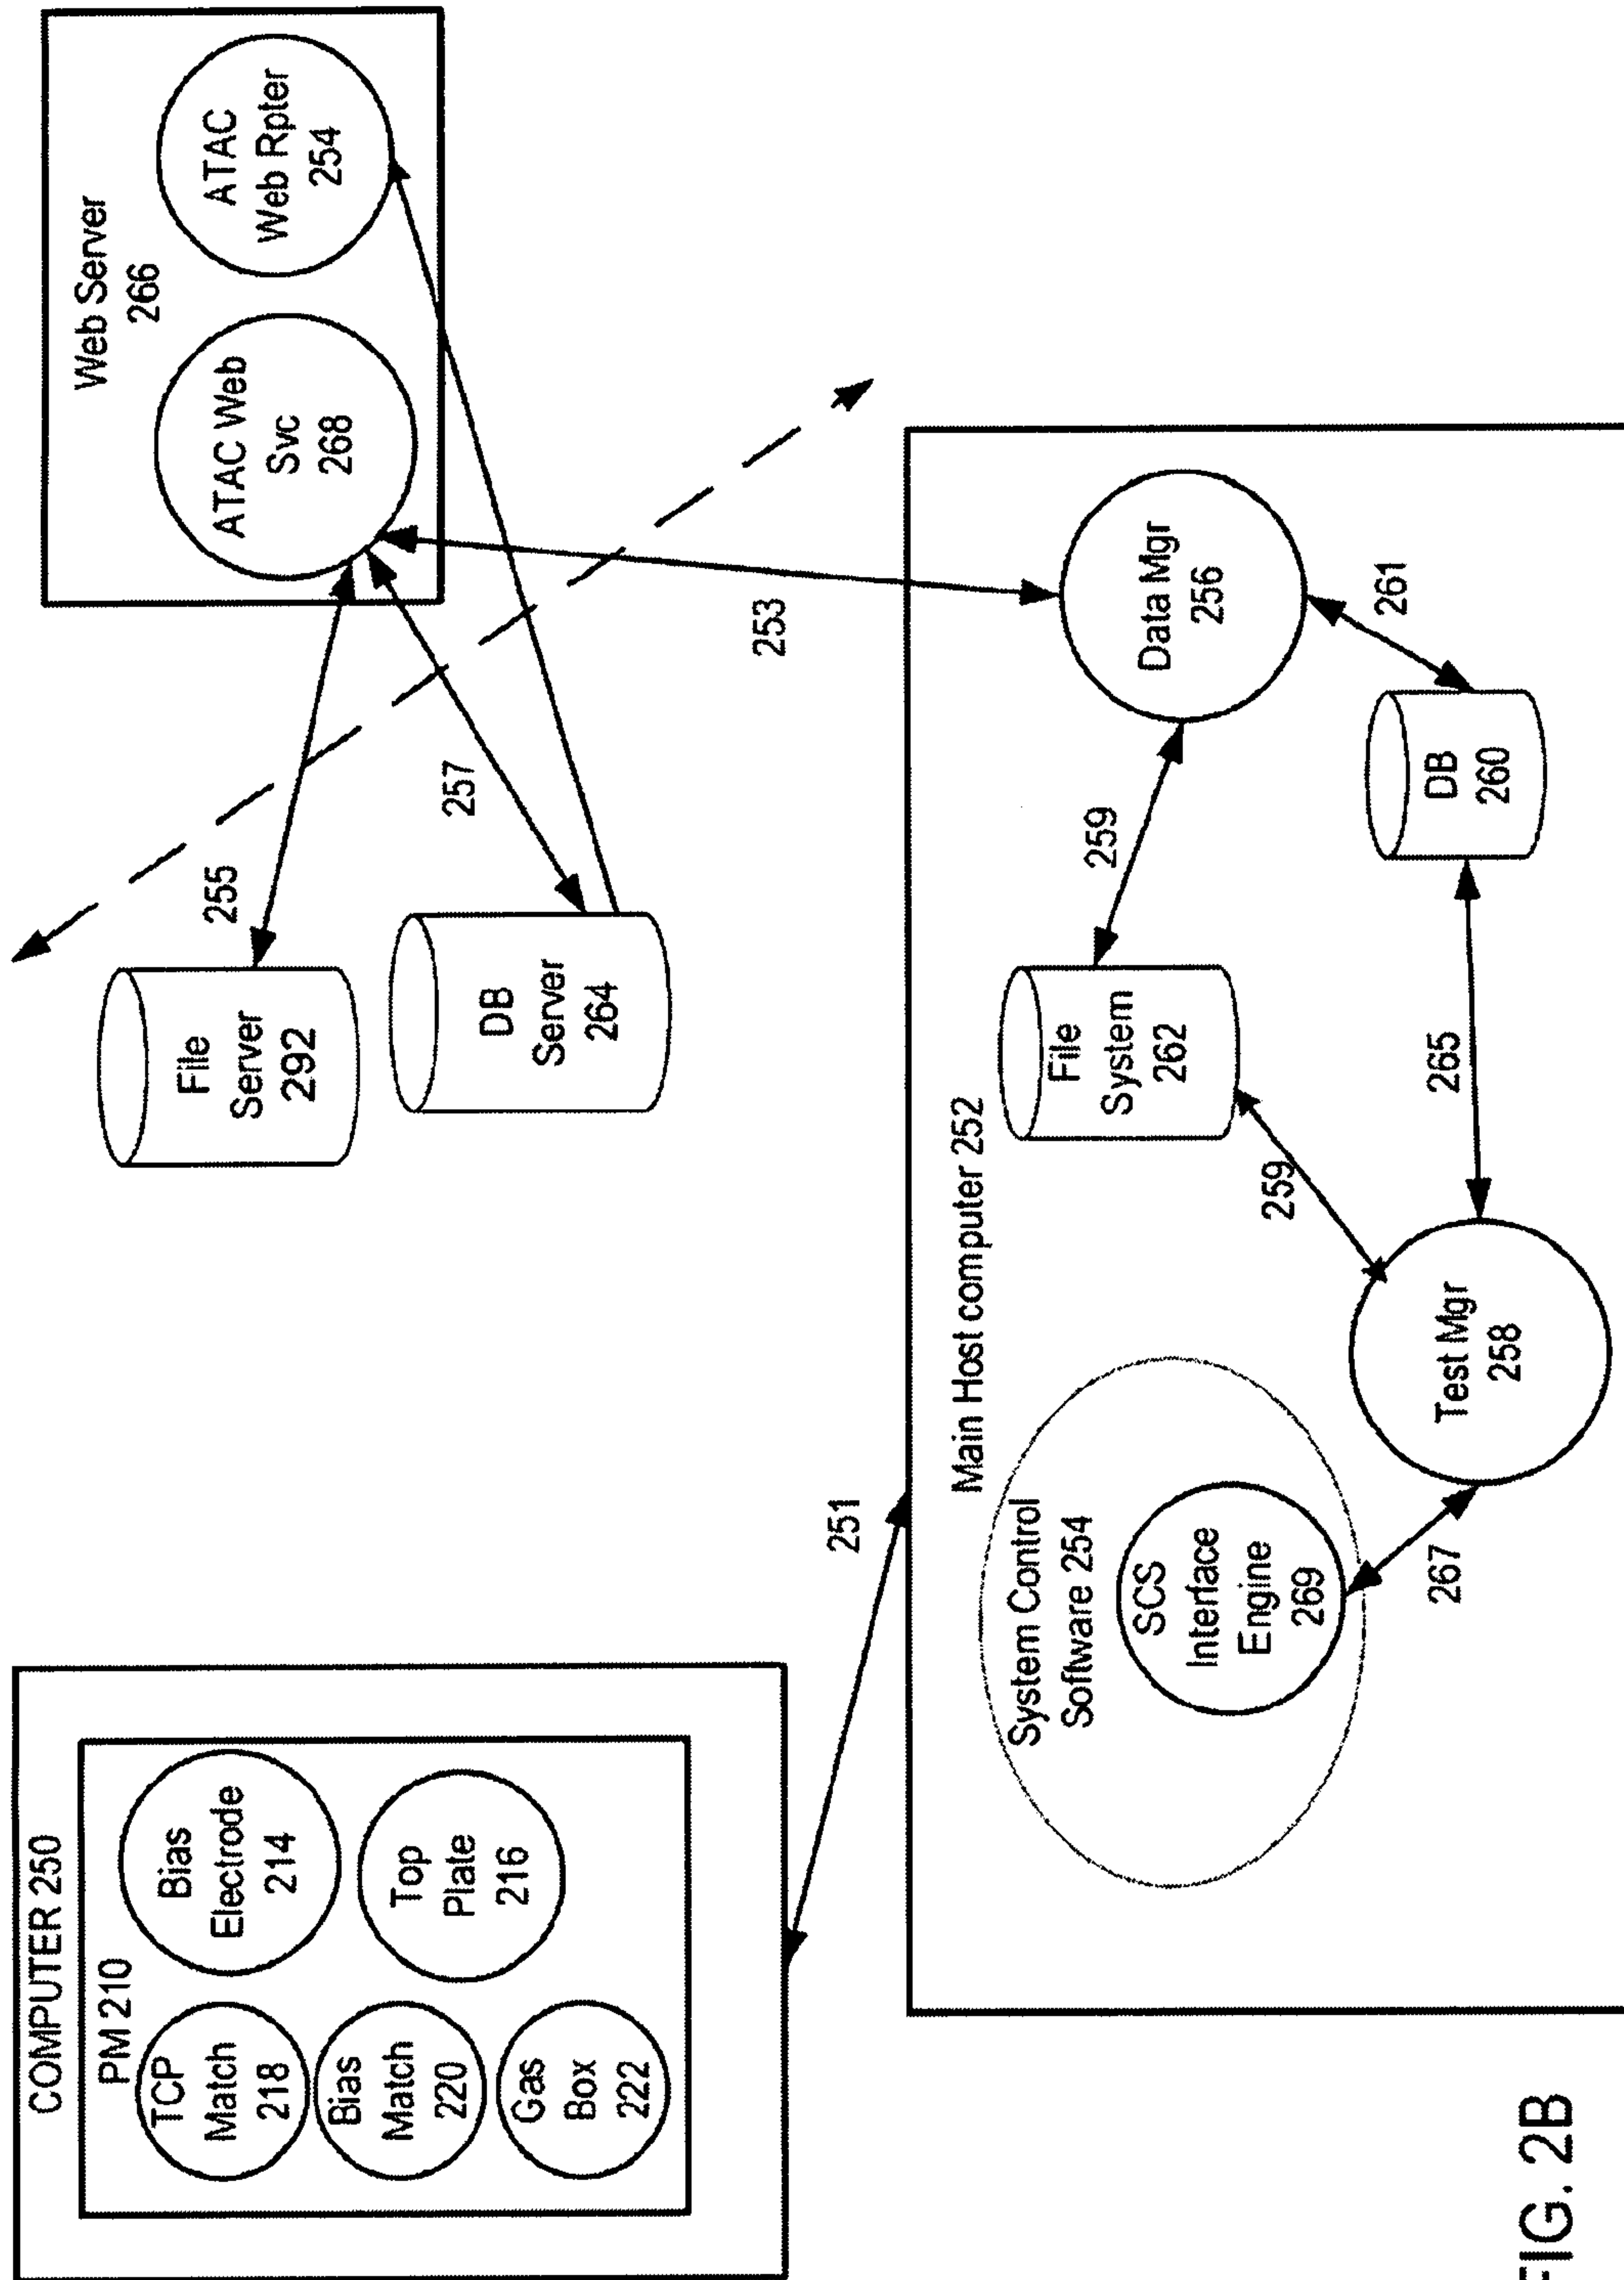 COMPUTER 250
PM 210
TCP
Match
218
Bias
Electrode
214
Bias
Match
220
Top
Plate
216
Gas
Box
222
251
File
Server
292
255
DB
Server
264
257
Web Server
266
ATAC Web
Svc
268
ATAC
Web Rpter
254
253
Main Host computer 252
System Control
Software 254
SCS
Interface
Engine
269
267
Test Mgr
258
259
File
System
262
259
Data Mgr
256
261
265
DB
260
FIG. 2B